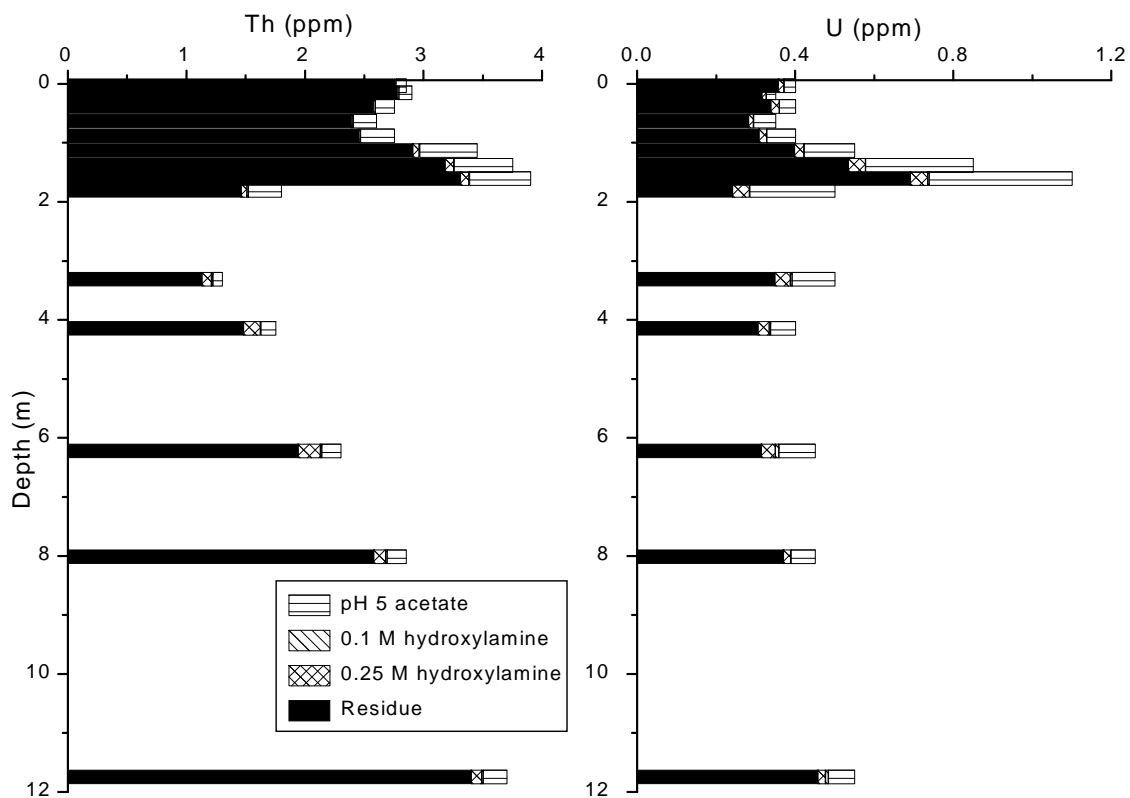 Th (ppm)
U (ppm)
0 1 2 3 4
0.0 0.4 0.8 1.2
0
2
4
6
8
10
12
Depth (m)
0
2
4
6
8
10
12
pH 5 acetate
0.1 M hydroxylamine
0.25 M hydroxylamine
Residue